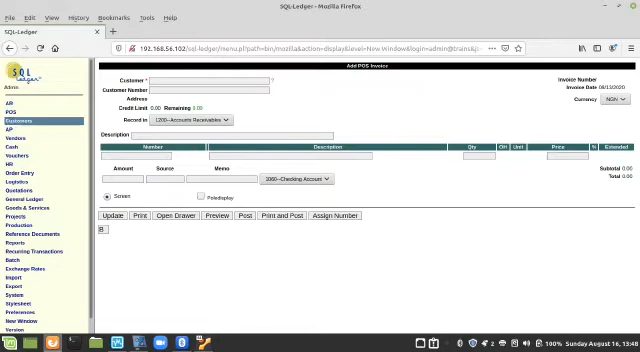 SQL-Ledger - Mozilla Firefox
File Edit View History Bookmarks Tools Help
SQL-Ledger
192.168.56.102/sql-ledger/menu.pl?path=bin/mozilla&action=display&level=New Window&login=admin@trains&js=
SQL
Ledger
Admin
AR
POS
Customers
AP
Vendors
Cash
Vouchers
HR
Order Entry
Logistics
Quotations
General Ledger
Goods & Services
Projects
Production
Reference Documents
Reports
Recurring Transactions
Batch
Exchange Rates
Import
Export
System
Stylesheet
Preferences
New Window
Version
Add POS Invoice
Customer * ?
Customer Number
Address
Credit Limit 0.00 Remaining 0.00
Record in 1200--Accounts Receivables
Invoice Number
Invoice Date 08/13/2020
Currency NGN
Description
Number Description Qty OH Unit Price % Extended
Amount Source Memo
1060--Checking Account
Subtotal 0.00
Total 0.00
Screen Poledisplay
Update Print Open Drawer Preview Post Print and Post Assign Number
B
2 100% Sunday August 16, 13:48